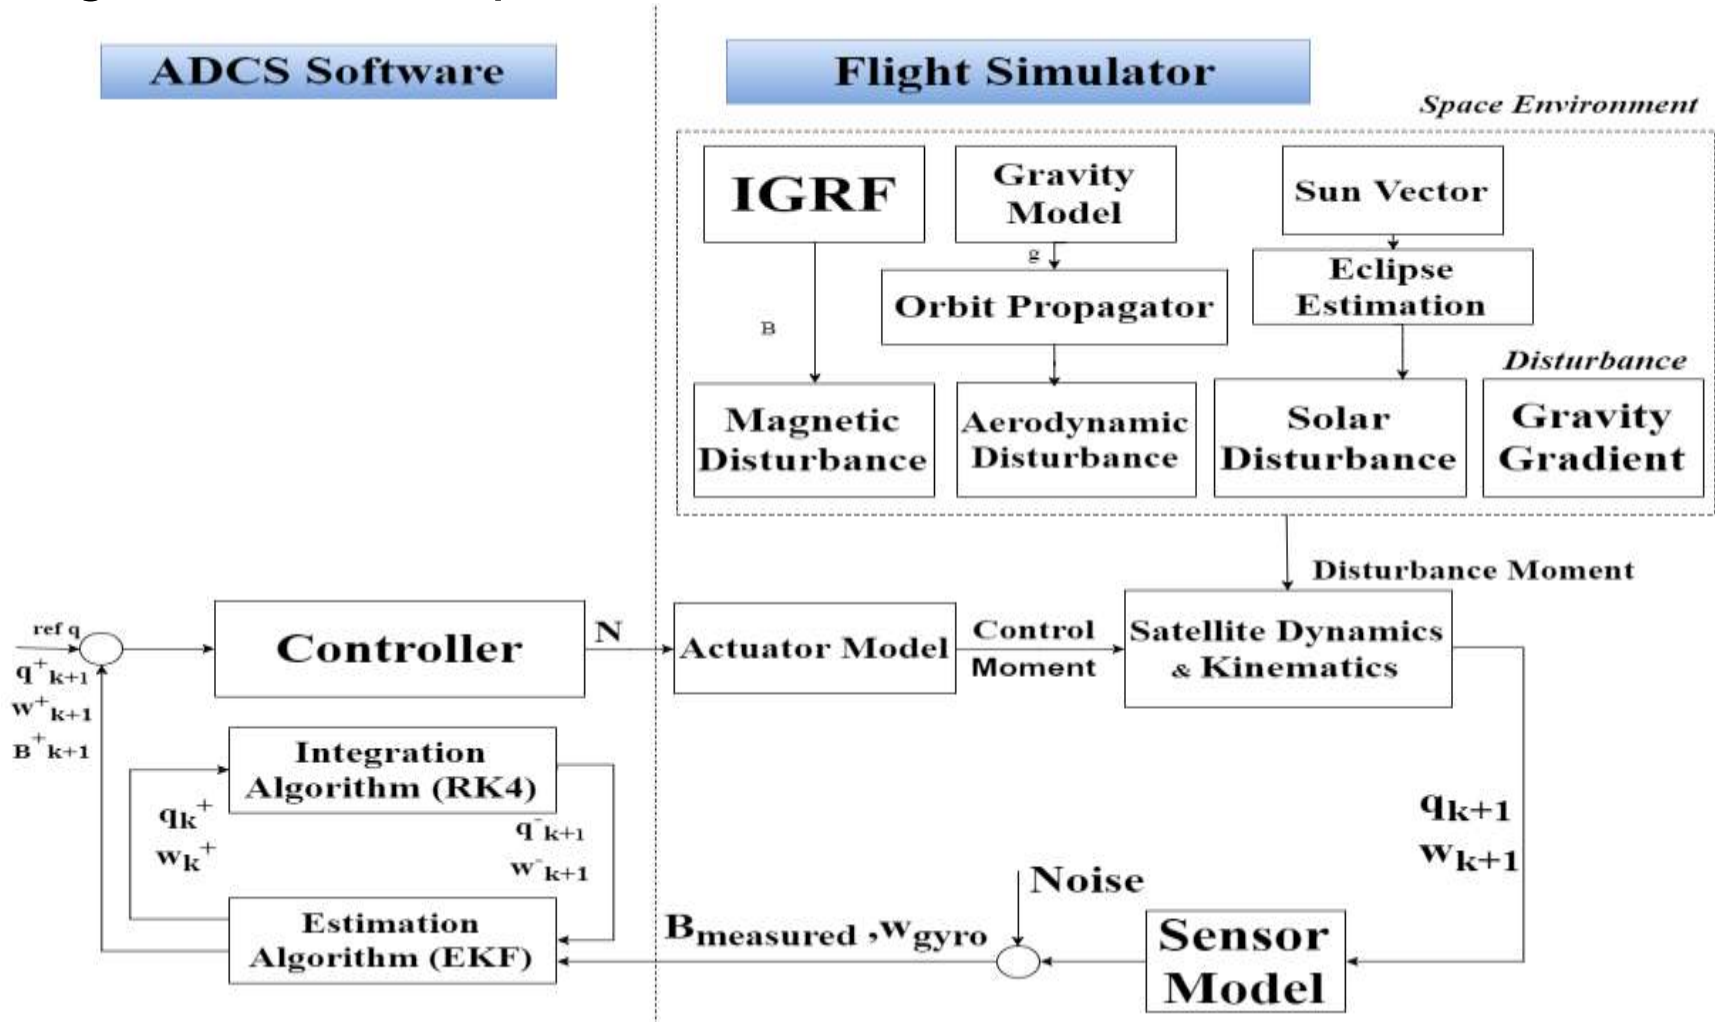 ADCS Software
Flight Simulator
Space Environment
IGRF
Gravity
Model
Sun Vector
g
Eclipse
Estimation
Orbit Propagator
B
Disturbance
Magnetic
Disturbance
Aerodynamic
Disturbance
Solar
Disturbance
Gravity
Gradient
Disturbance Moment
ref q
Controller
N
Actuator Model
Control
Moment
Satellite Dynamics
& Kinematics
q⁺k+1
w⁺k+1
B⁺k+1
Integration
Algorithm (RK4)
qk⁺
wk⁺
q⁻k+1
w⁻k+1
qk+1
wk+1
Noise
Estimation
Algorithm (EKF)
Bmeasured ,wgyro
Sensor
Model